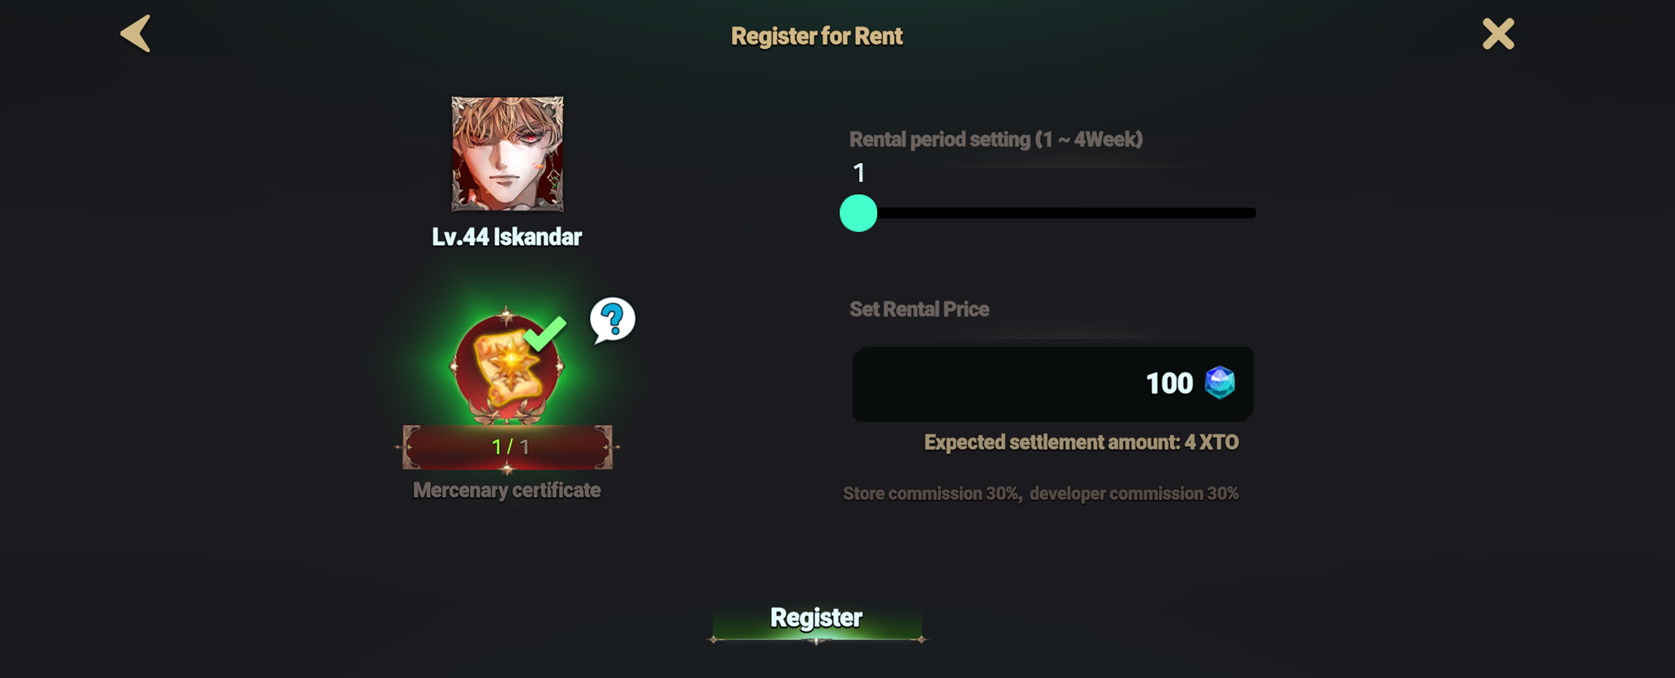 Register for Rent
Lv.44 Iskandar
1 / 1
Mercenary certificate
Rental period setting (1 ~ 4Week)
1
Set Rental Price
100
Expected settlement amount: 4 XTO
Store commission 30%, developer commission 30%
Register